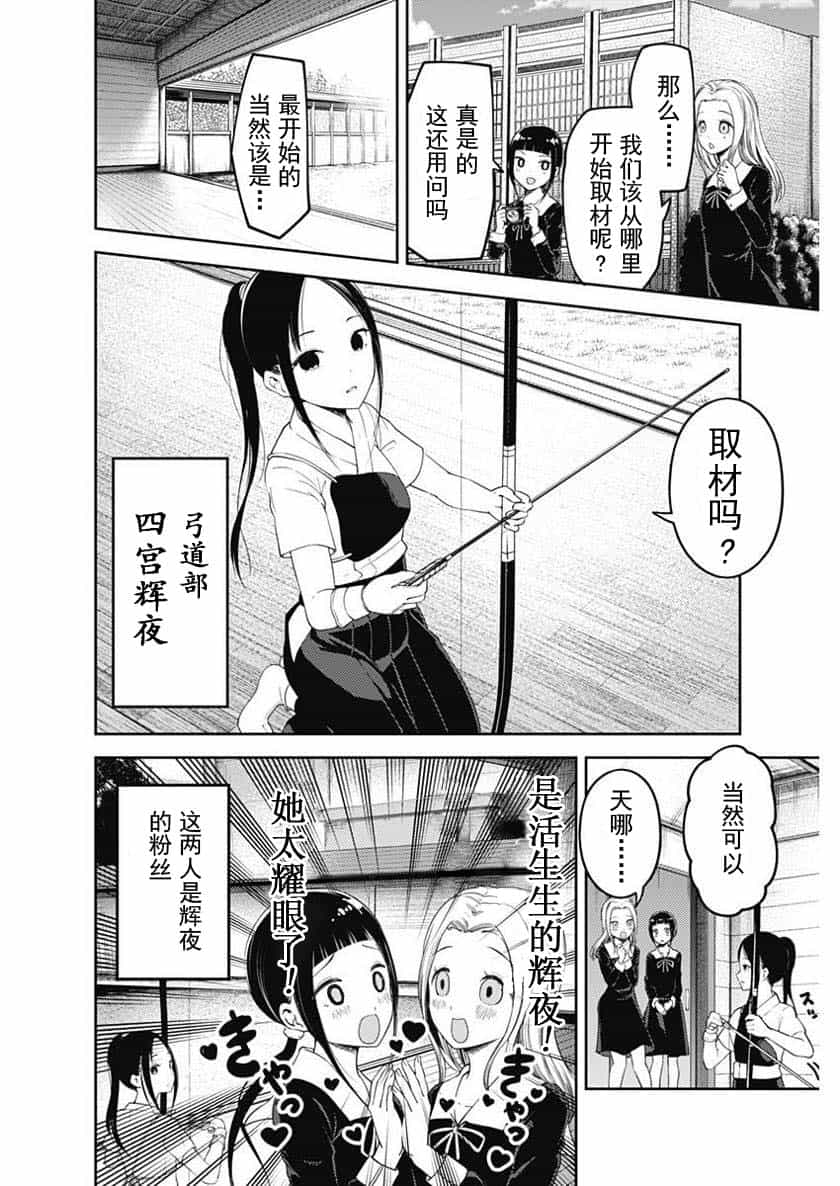 那么……
我们该从哪里
开始取材呢？
真是的
这还用问吗
最开始的
当然该是…
取材吗？
弓道部
四宫辉夜
当然可以
天哪……
スッ
是活生生的辉夜！
她太耀眼了！
きゃっ
きゃっ
这两人是辉夜
的粉丝